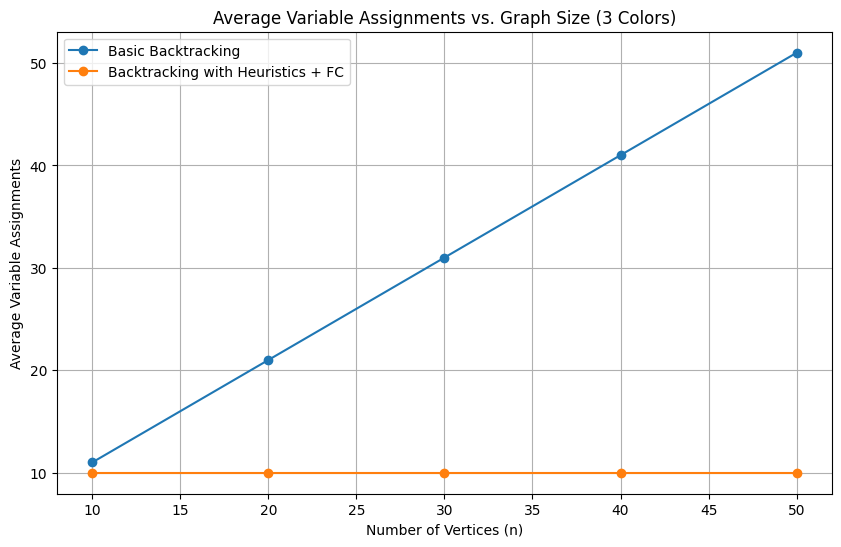 Average Variable Assignments vs. Graph Size (3 Colors)
Basic Backtracking
Backtracking with Heuristics + FC
Average Variable Assignments
50
40
30
20
10
10 15 20 25 30 35 40 45 50
Number of Vertices (n)